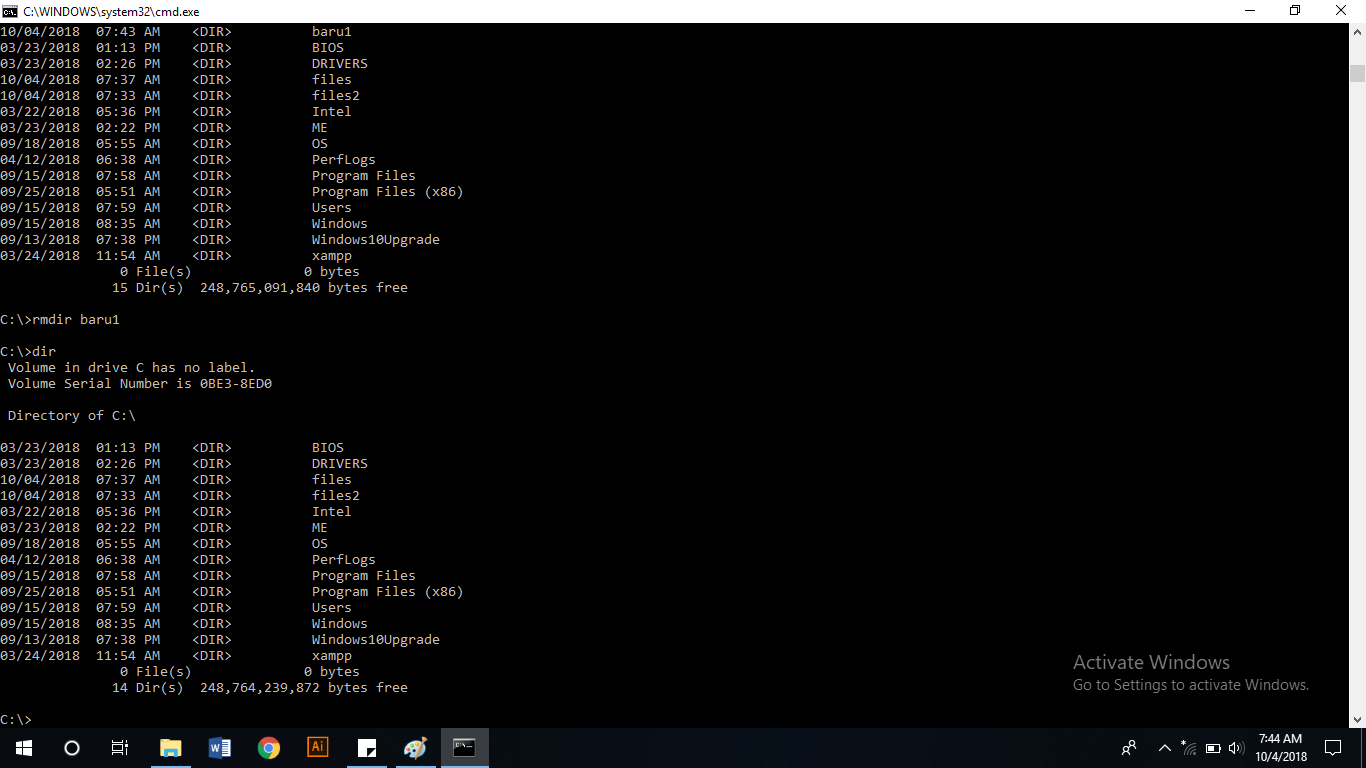 C:\WINDOWS\system32\cmd.exe
10/04/2018  07:43 AM    <DIR>          baru1
03/23/2018  01:13 PM    <DIR>          BIOS
03/23/2018  02:26 PM    <DIR>          DRIVERS
10/04/2018  07:37 AM    <DIR>          files
10/04/2018  07:33 AM    <DIR>          files2
03/22/2018  05:36 PM    <DIR>          Intel
03/23/2018  02:22 PM    <DIR>          ME
09/18/2018  05:55 AM    <DIR>          OS
04/12/2018  06:38 AM    <DIR>          PerfLogs
09/15/2018  07:58 AM    <DIR>          Program Files
09/25/2018  05:51 AM    <DIR>          Program Files (x86)
09/15/2018  07:59 AM    <DIR>          Users
09/15/2018  08:35 AM    <DIR>          Windows
09/13/2018  07:38 PM    <DIR>          Windows10Upgrade
03/24/2018  11:54 AM    <DIR>          xampp
               0 File(s)              0 bytes
              15 Dir(s)  248,765,091,840 bytes free
C:\>rmdir baru1
C:\>dir
 Volume in drive C has no label.
 Volume Serial Number is 0BE3-8ED0
 Directory of C:\
03/23/2018  01:13 PM    <DIR>          BIOS
03/23/2018  02:26 PM    <DIR>          DRIVERS
10/04/2018  07:37 AM    <DIR>          files
10/04/2018  07:33 AM    <DIR>          files2
03/22/2018  05:36 PM    <DIR>          Intel
03/23/2018  02:22 PM    <DIR>          ME
09/18/2018  05:55 AM    <DIR>          OS
04/12/2018  06:38 AM    <DIR>          PerfLogs
09/15/2018  07:58 AM    <DIR>          Program Files
09/25/2018  05:51 AM    <DIR>          Program Files (x86)
09/15/2018  07:59 AM    <DIR>          Users
09/15/2018  08:35 AM    <DIR>          Windows
09/13/2018  07:38 PM    <DIR>          Windows10Upgrade
03/24/2018  11:54 AM    <DIR>          xampp
               0 File(s)              0 bytes
              14 Dir(s)  248,764,239,872 bytes free
C:\>
Activate Windows
Go to Settings to activate Windows.
Ai
7:44 AM
10/4/2018